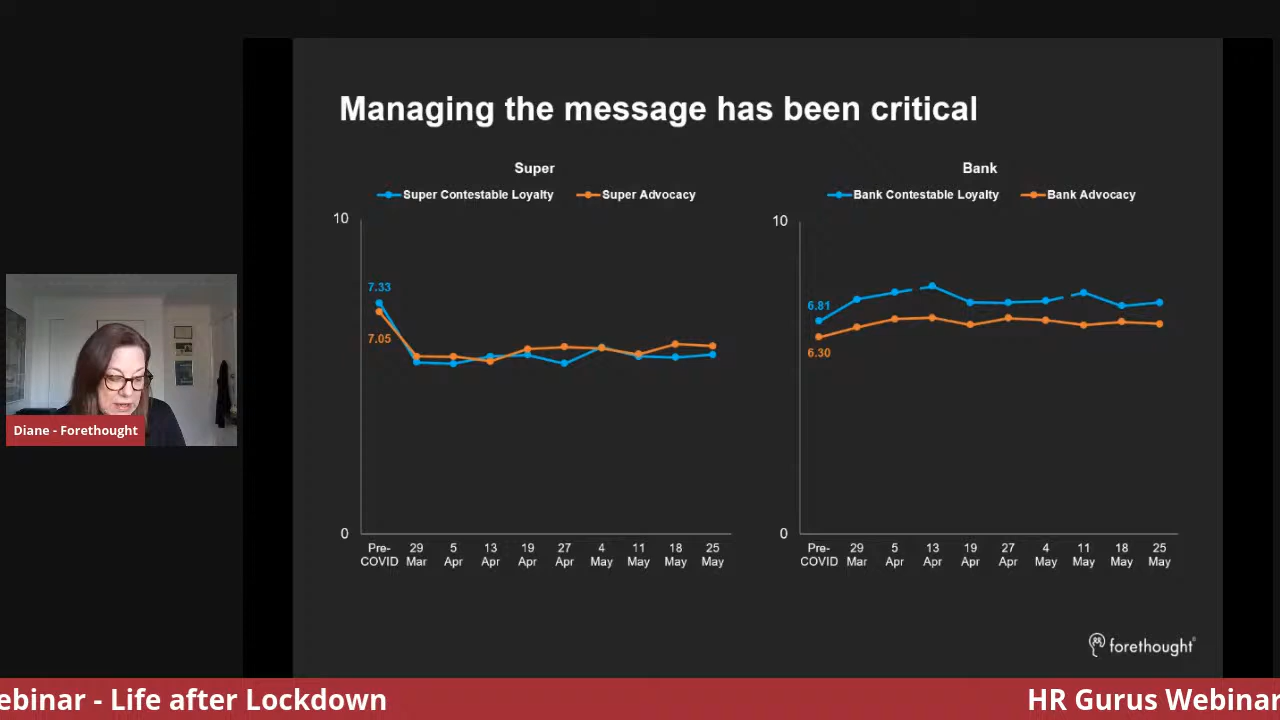 Managing the message has been critical
Super
Super Contestable Loyalty Super Advocacy
10
7.33
7.05
0
Pre-COVID 29 Mar 5 Apr 13 Apr 19 Apr 27 Apr 4 May 11 May 18 May 25 May
Bank
Bank Contestable Loyalty Bank Advocacy
10
6.81
6.30
0
Pre-COVID 29 Mar 5 Apr 13 Apr 19 Apr 27 Apr 4 May 11 May 18 May 25 May
Diane - Forethought
forethought
ebinar - Life after Lockdown
HR Gurus Webinar